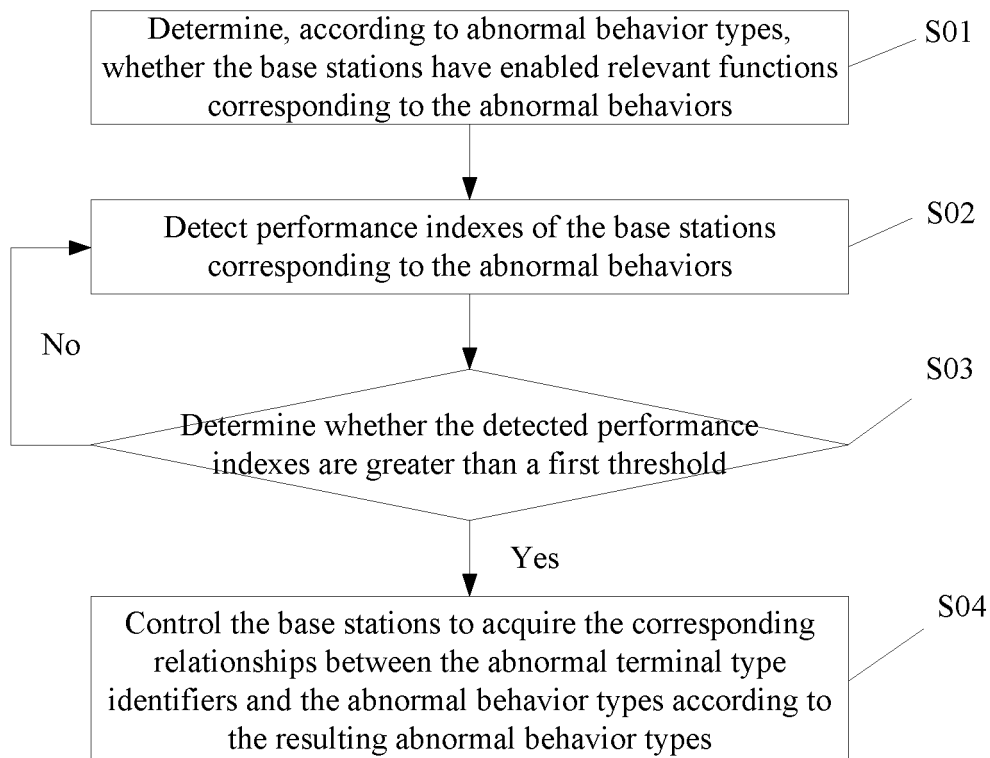 Determine, according to abnormal behavior types,
whether the base stations have enabled relevant functions
corresponding to the abnormal behaviors
S01
Detect performance indexes of the base stations
corresponding to the abnormal behaviors
S02
No
Determine whether the detected performance
indexes are greater than a first threshold
S03
Yes
Control the base stations to acquire the corresponding
relationships between the abnormal terminal type
identifiers and the abnormal behavior types according to
the resulting abnormal behavior types
S04